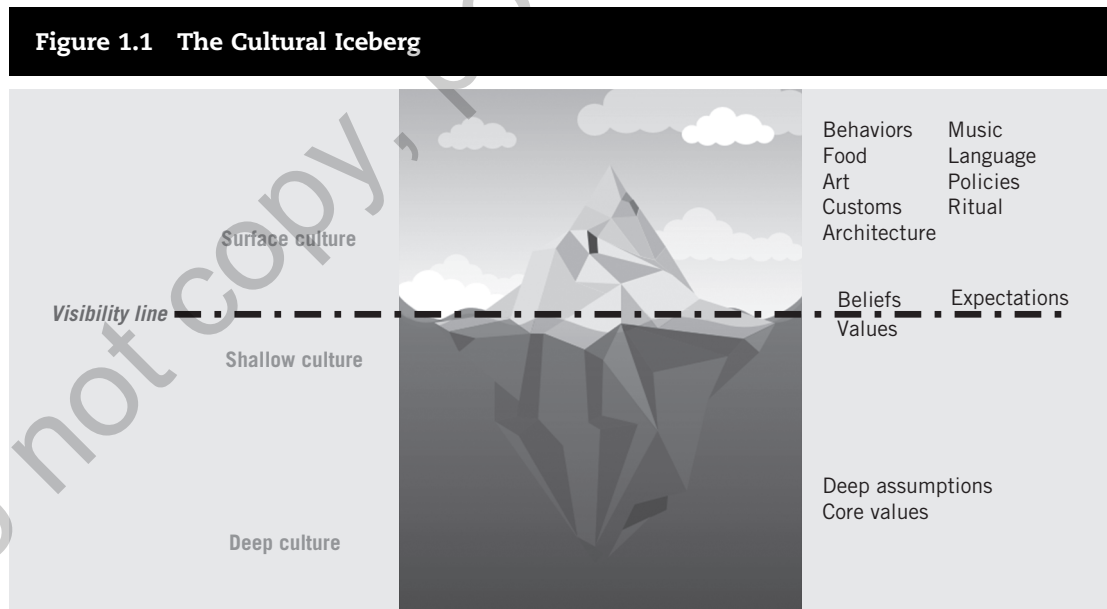 Figure 1.1 The Cultural Iceberg
Behaviors Music
Food Language
Art Policies
Customs Ritual
Architecture
Surface culture
Beliefs Expectations
Visibility line
Values
Shallow culture
Deep assumptions
Core values
Deep culture
not copy,